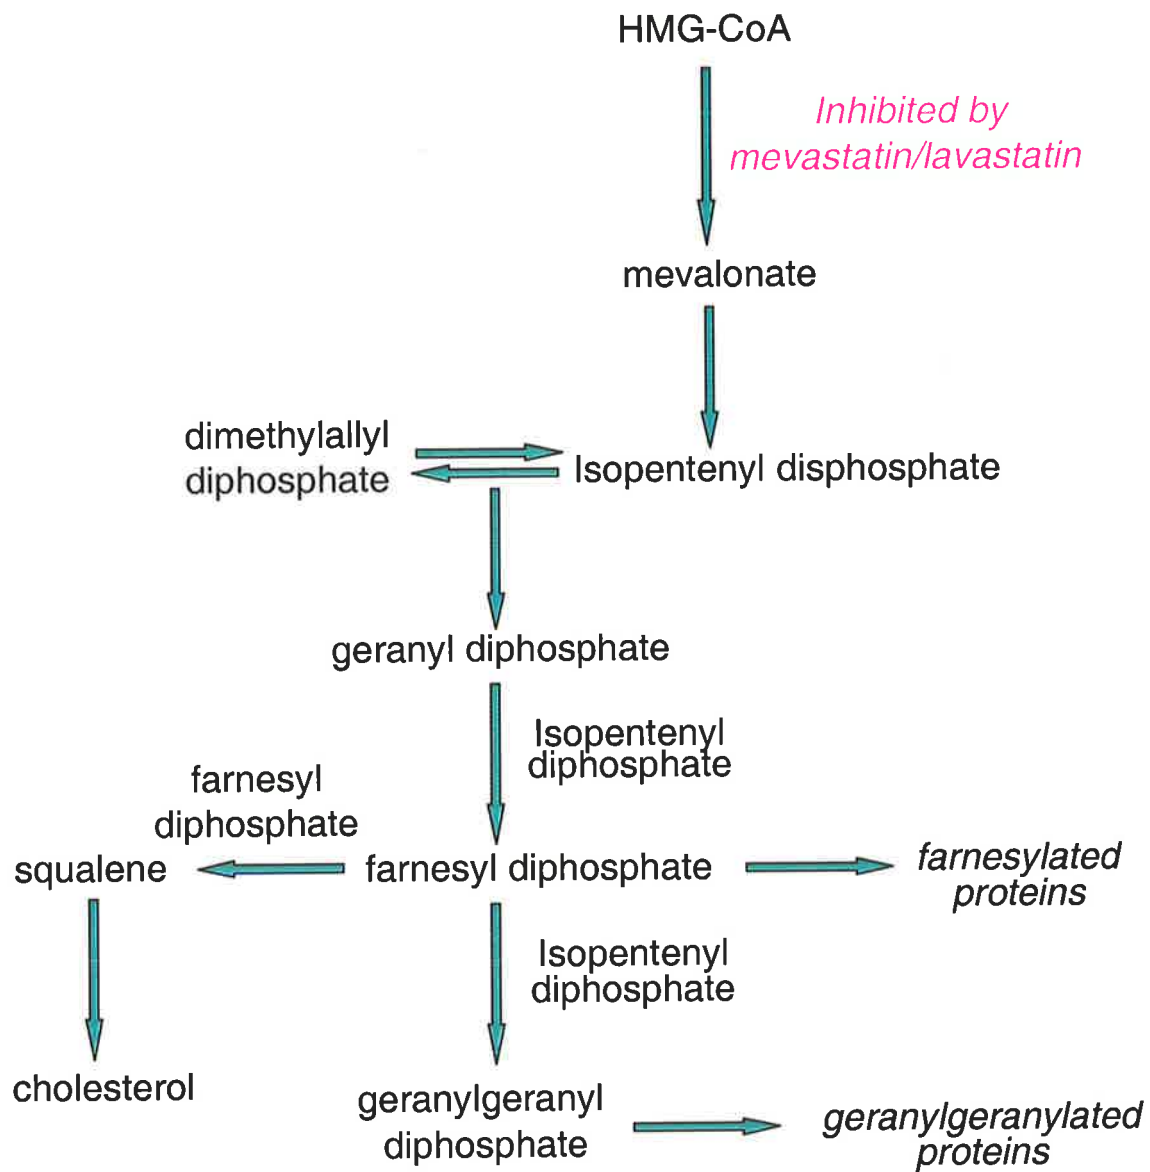 HMG-CoA
Inhibited by
mevastatin/lavastatin
mevalonate
dimethylallyl
diphosphate
Isopentenyl disphosphate
geranyl diphosphate
Isopentenyl
diphosphate
farnesyl
diphosphate
squalene
farnesyl diphosphate
farnesylated
proteins
Isopentenyl
diphosphate
cholesterol
geranylgeranyl
diphosphate
geranylgeranylated
proteins